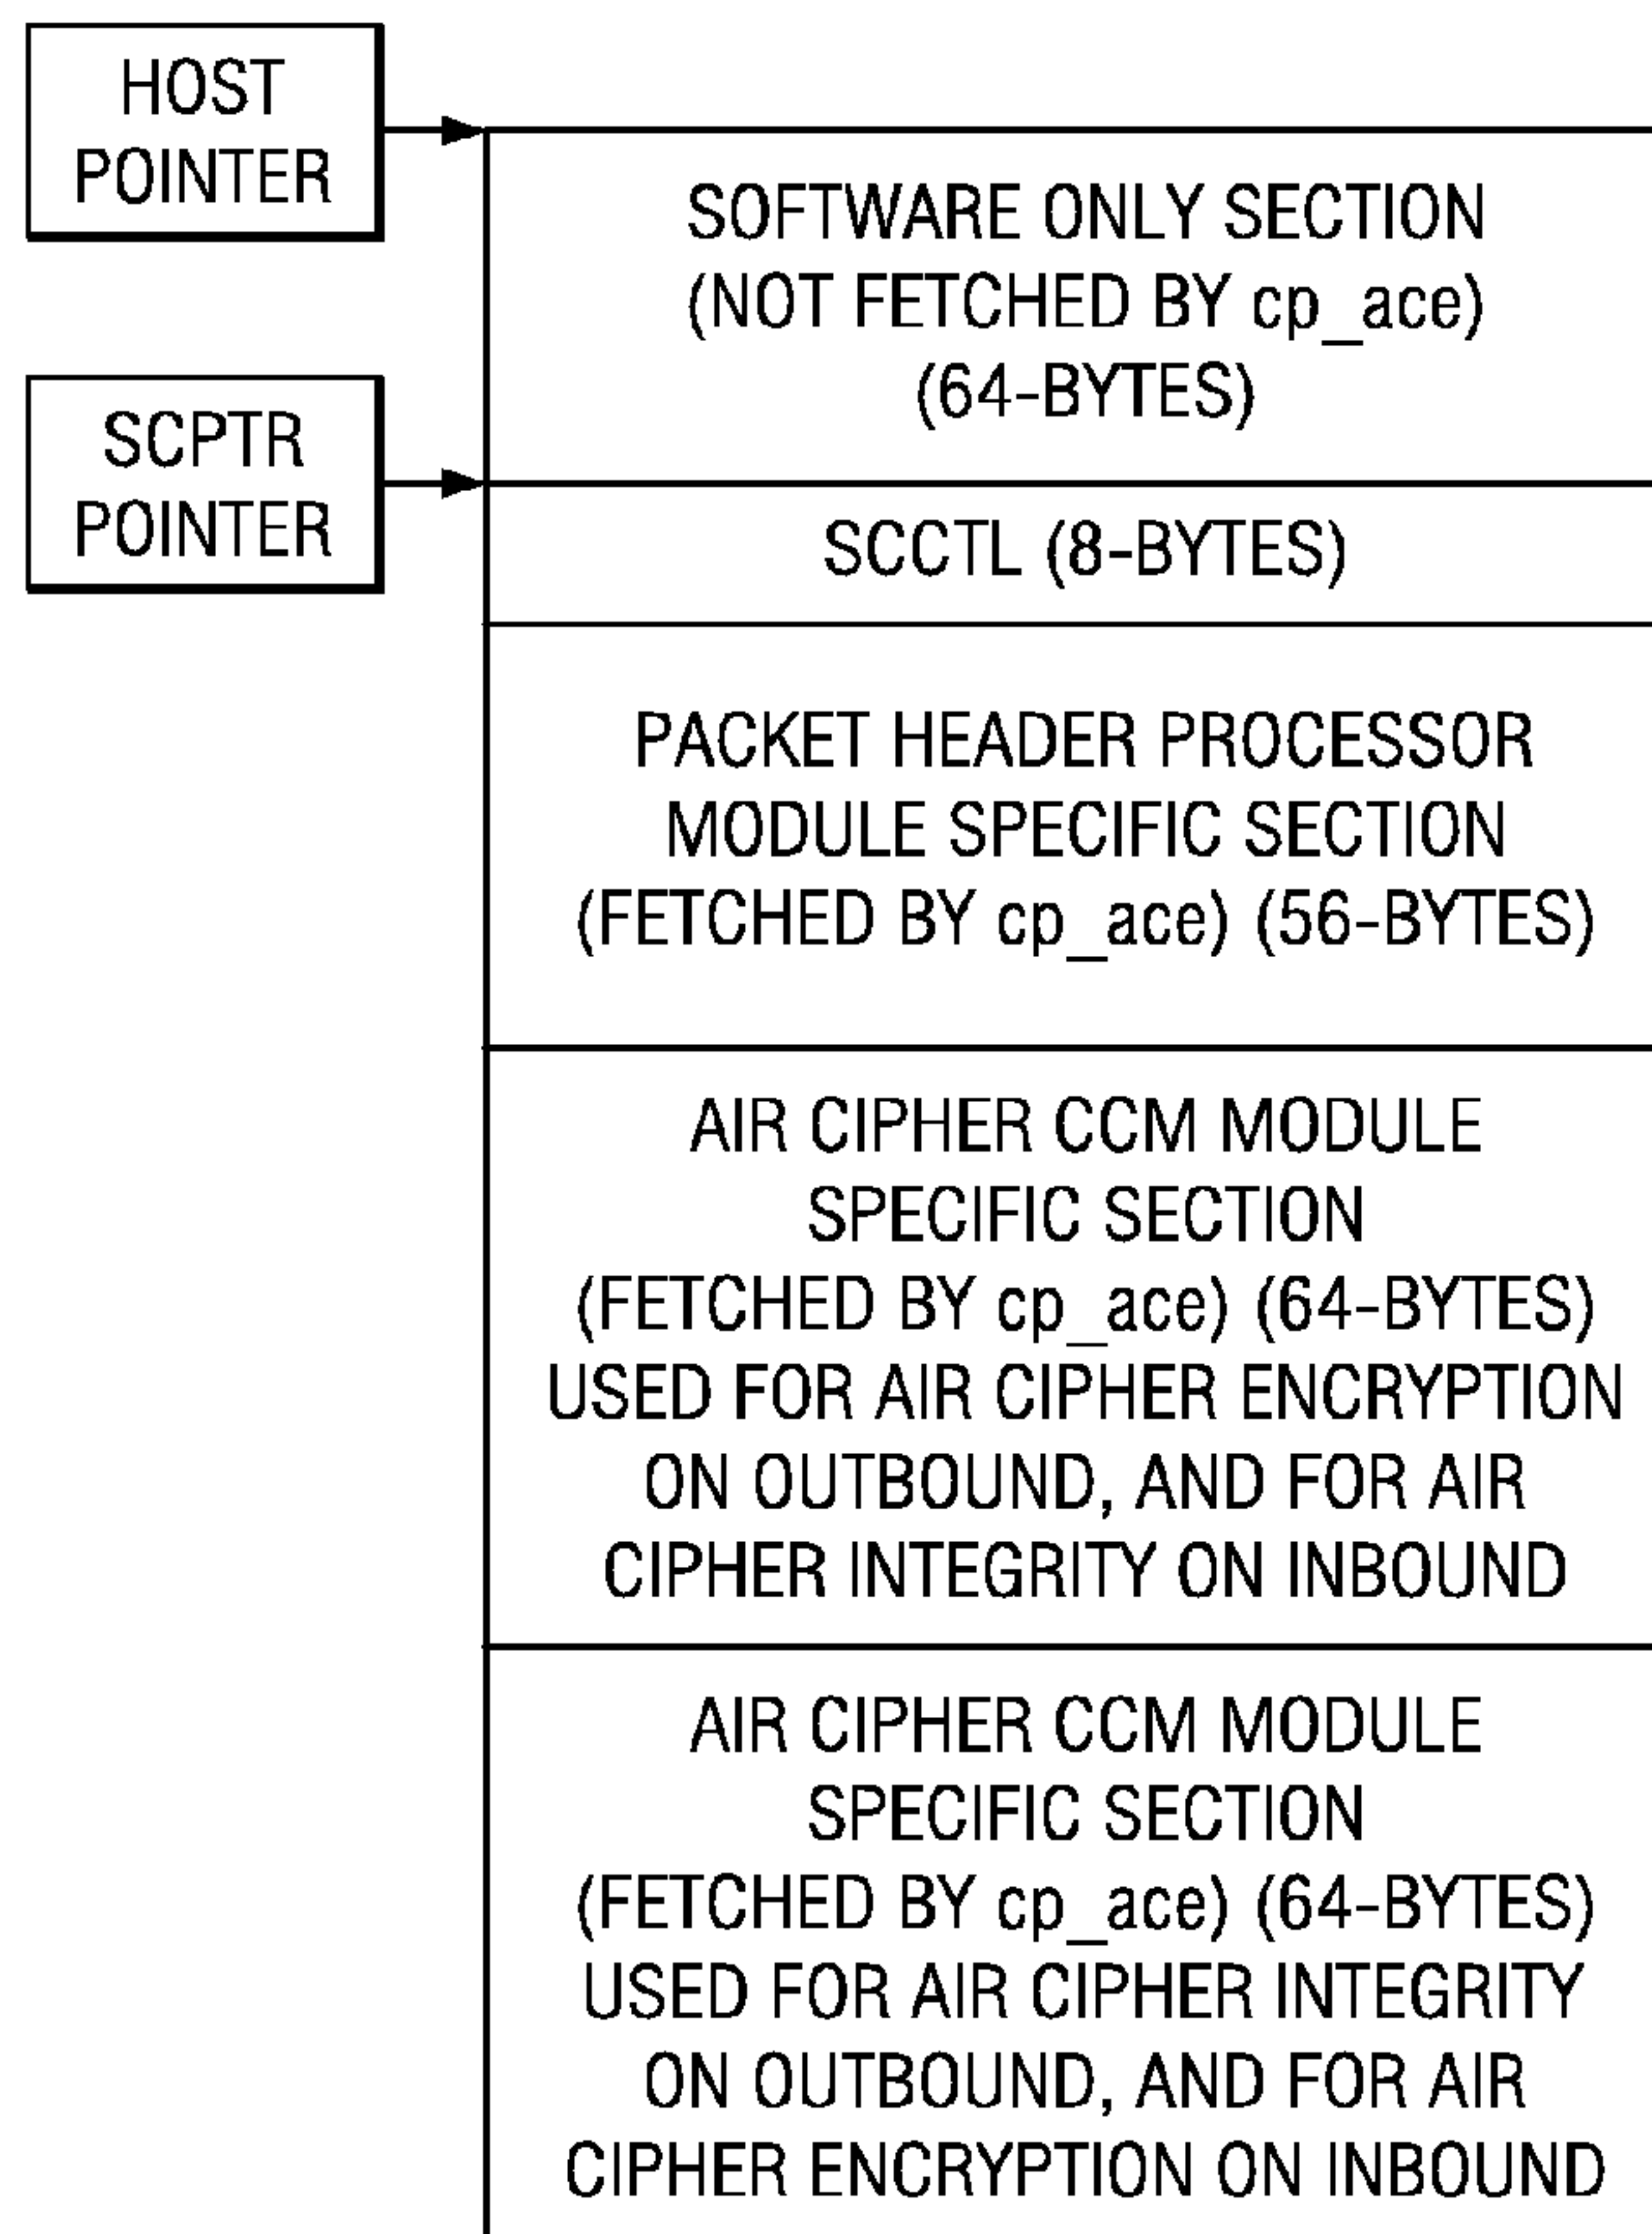 HOST
POINTER
SOFTWARE ONLY SECTION
(NOT FETCHED BY cp_ace)
(64-BYTES)
SCPTR
POINTER
SCCTL (8-BYTES)
PACKET HEADER PROCESSOR
MODULE SPECIFIC SECTION
(FETCHED BY cp_ace) (56-BYTES)
AIR CIPHER CCM MODULE
SPECIFIC SECTION
(FETCHED BY cp_ace) (64-BYTES)
USED FOR AIR CIPHER ENCRYPTION
ON OUTBOUND, AND FOR AIR
CIPHER INTEGRITY ON INBOUND
AIR CIPHER CCM MODULE
SPECIFIC SECTION
(FETCHED BY cp_ace) (64-BYTES)
USED FOR AIR CIPHER INTEGRITY
ON OUTBOUND, AND FOR AIR
CIPHER ENCRYPTION ON INBOUND